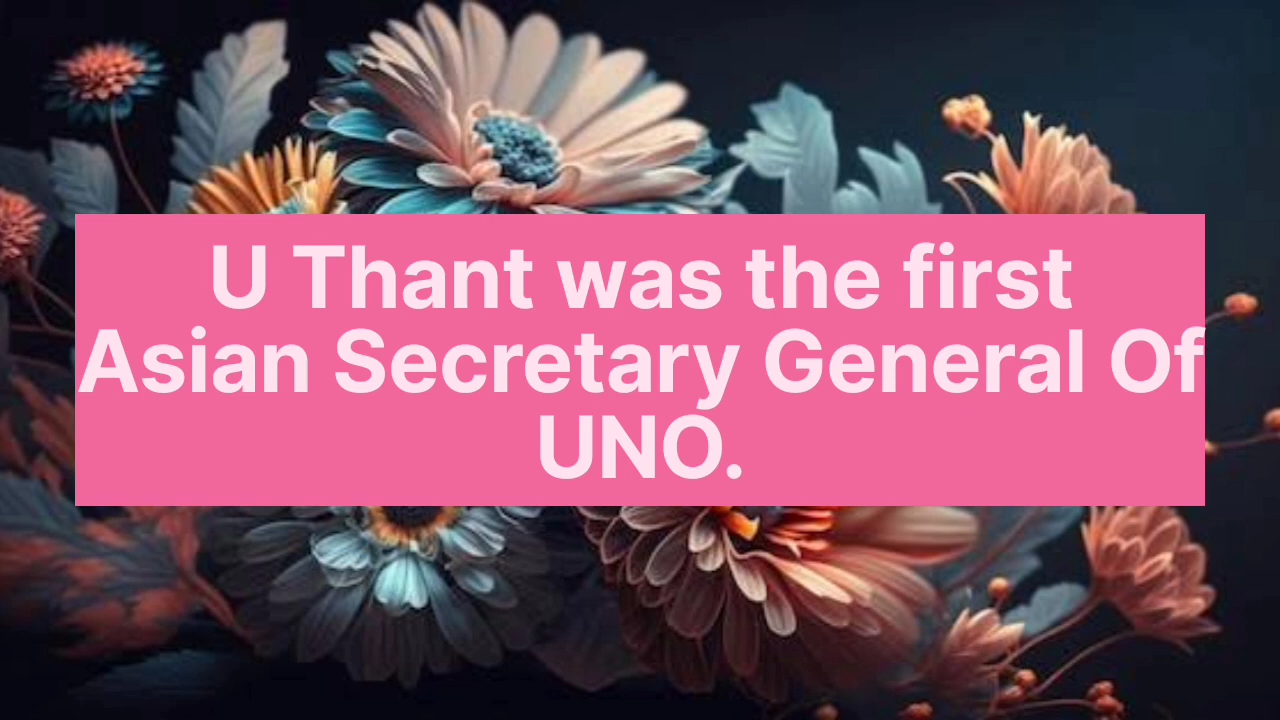 U Thant was the first
Asian Secretary General Of
UNO.